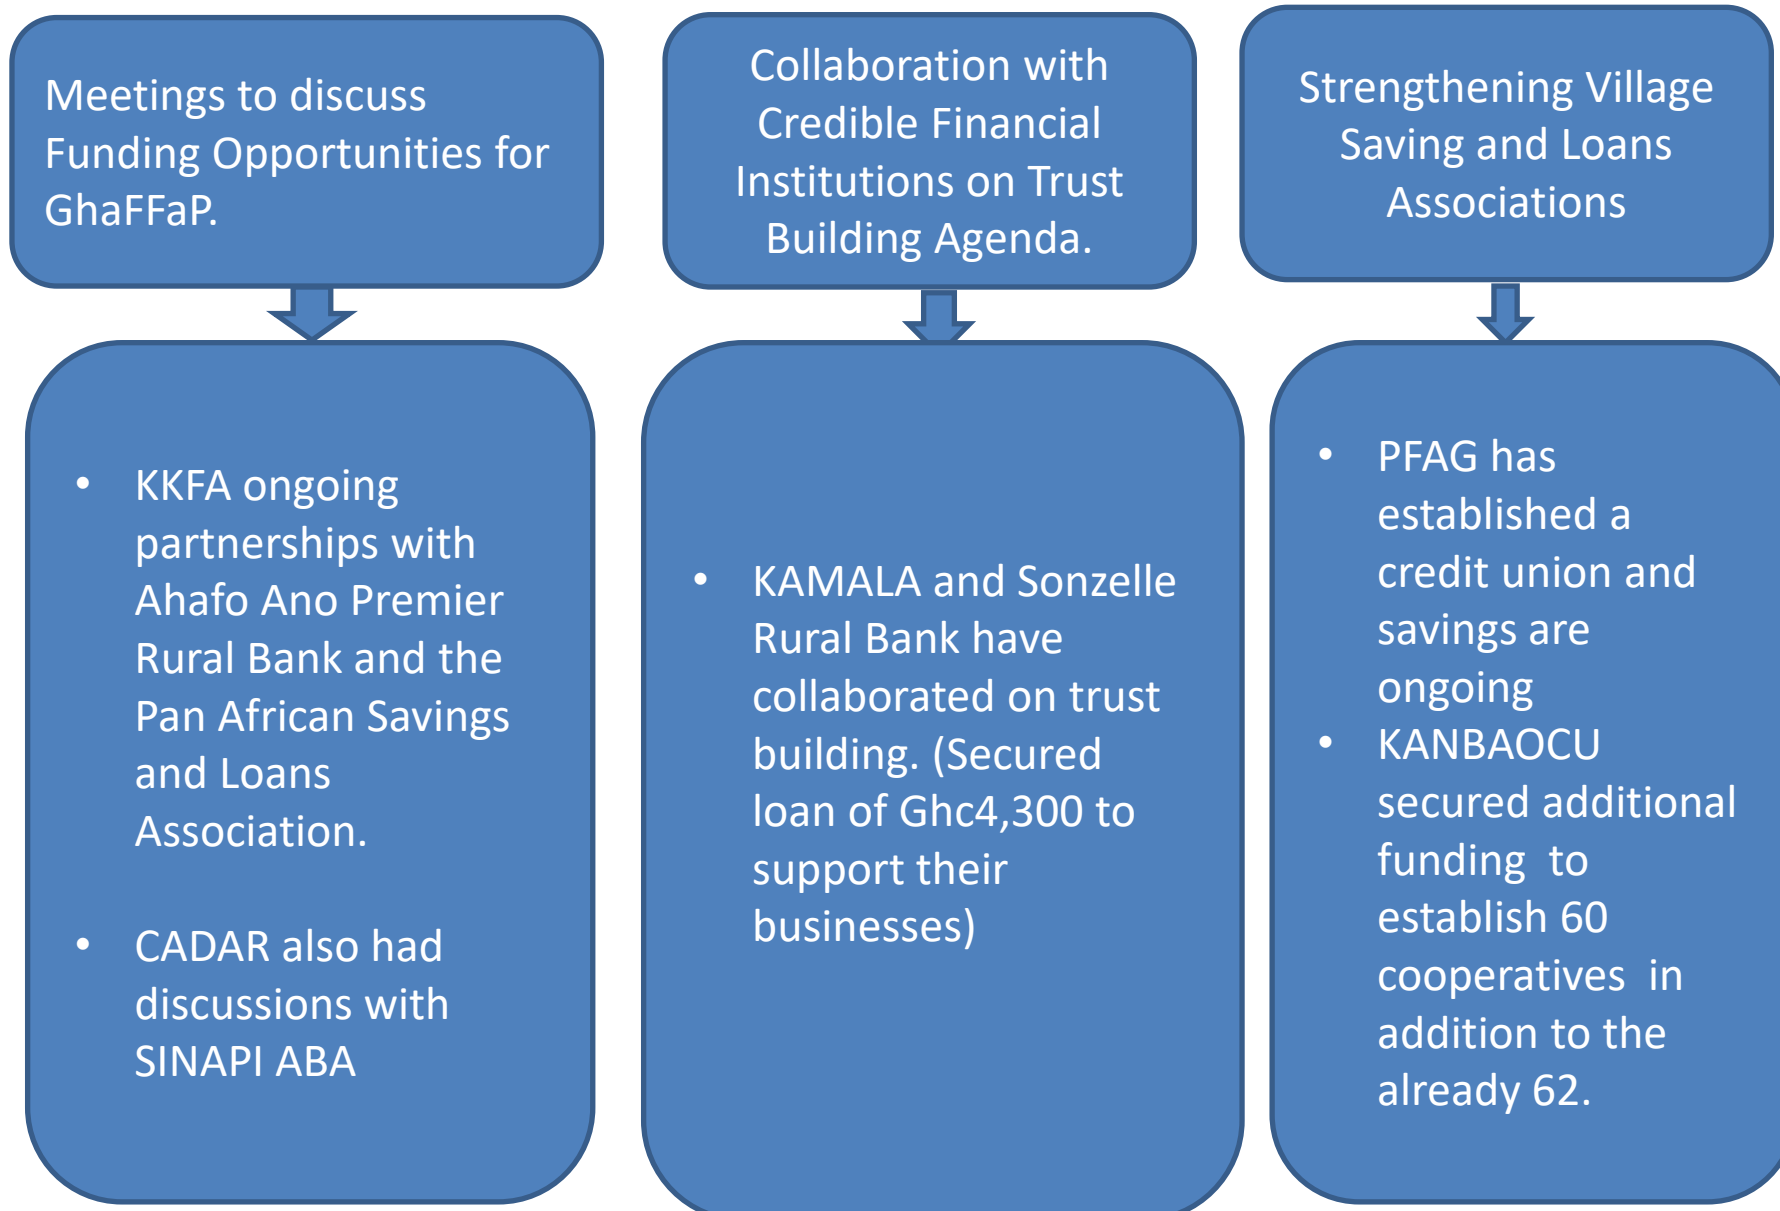 Meetings to discuss
Funding Opportunities for
GhaFFaP.
• KKFA ongoing
partnerships with
Ahafo Ano Premier
Rural Bank and the
Pan African Savings
and Loans
Association.
• CADAR also had
discussions with
SINAPI ABA
Collaboration with
Credible Financial
Institutions on Trust
Building Agenda.
• KAMALA and Sonzelle
Rural Bank have
collaborated on trust
building. (Secured
loan of Ghc4,300 to
support their
businesses)
Strengthening Village
Saving and Loans
Associations
• PFAG has
established a
credit union and
savings are
ongoing
• KANBAOCU
secured additional
funding  to
establish 60
cooperatives  in
addition to the
already 62.